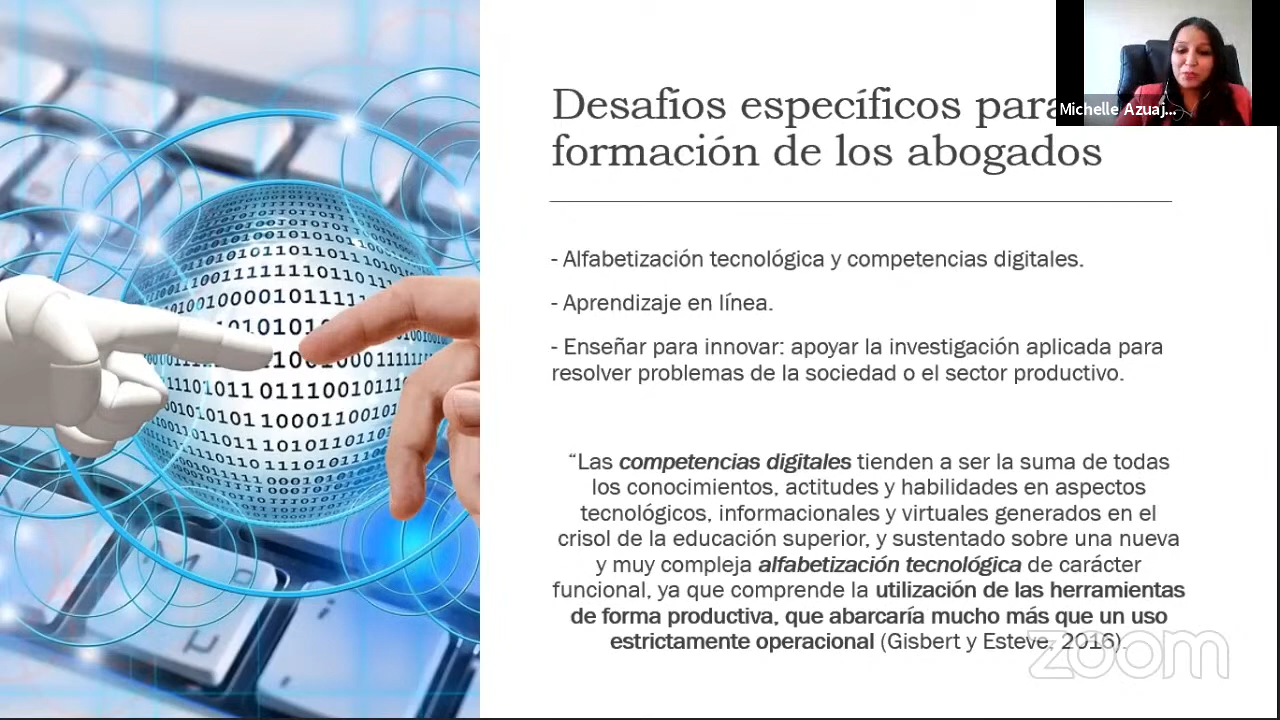 Desafíos específicos para
formación de los abogados
Michelle Azuaj...
- Alfabetización tecnológica y competencias digitales.
- Aprendizaje en línea.
- Enseñar para innovar: apoyar la investigación aplicada para
resolver problemas de la sociedad o el sector productivo.
“Las competencias digitales tienden a ser la suma de todas
los conocimientos, actitudes y habilidades en aspectos
tecnológicos, informacionales y virtuales generados en el
crisol de la educación superior, y sustentado sobre una nueva
y muy compleja alfabetización tecnológica de carácter
funcional, ya que comprende la utilización de las herramientas
de forma productiva, que abarcaría mucho más que un uso
estrictamente operacional (Gisbert y Esteve, 2016).
zoom